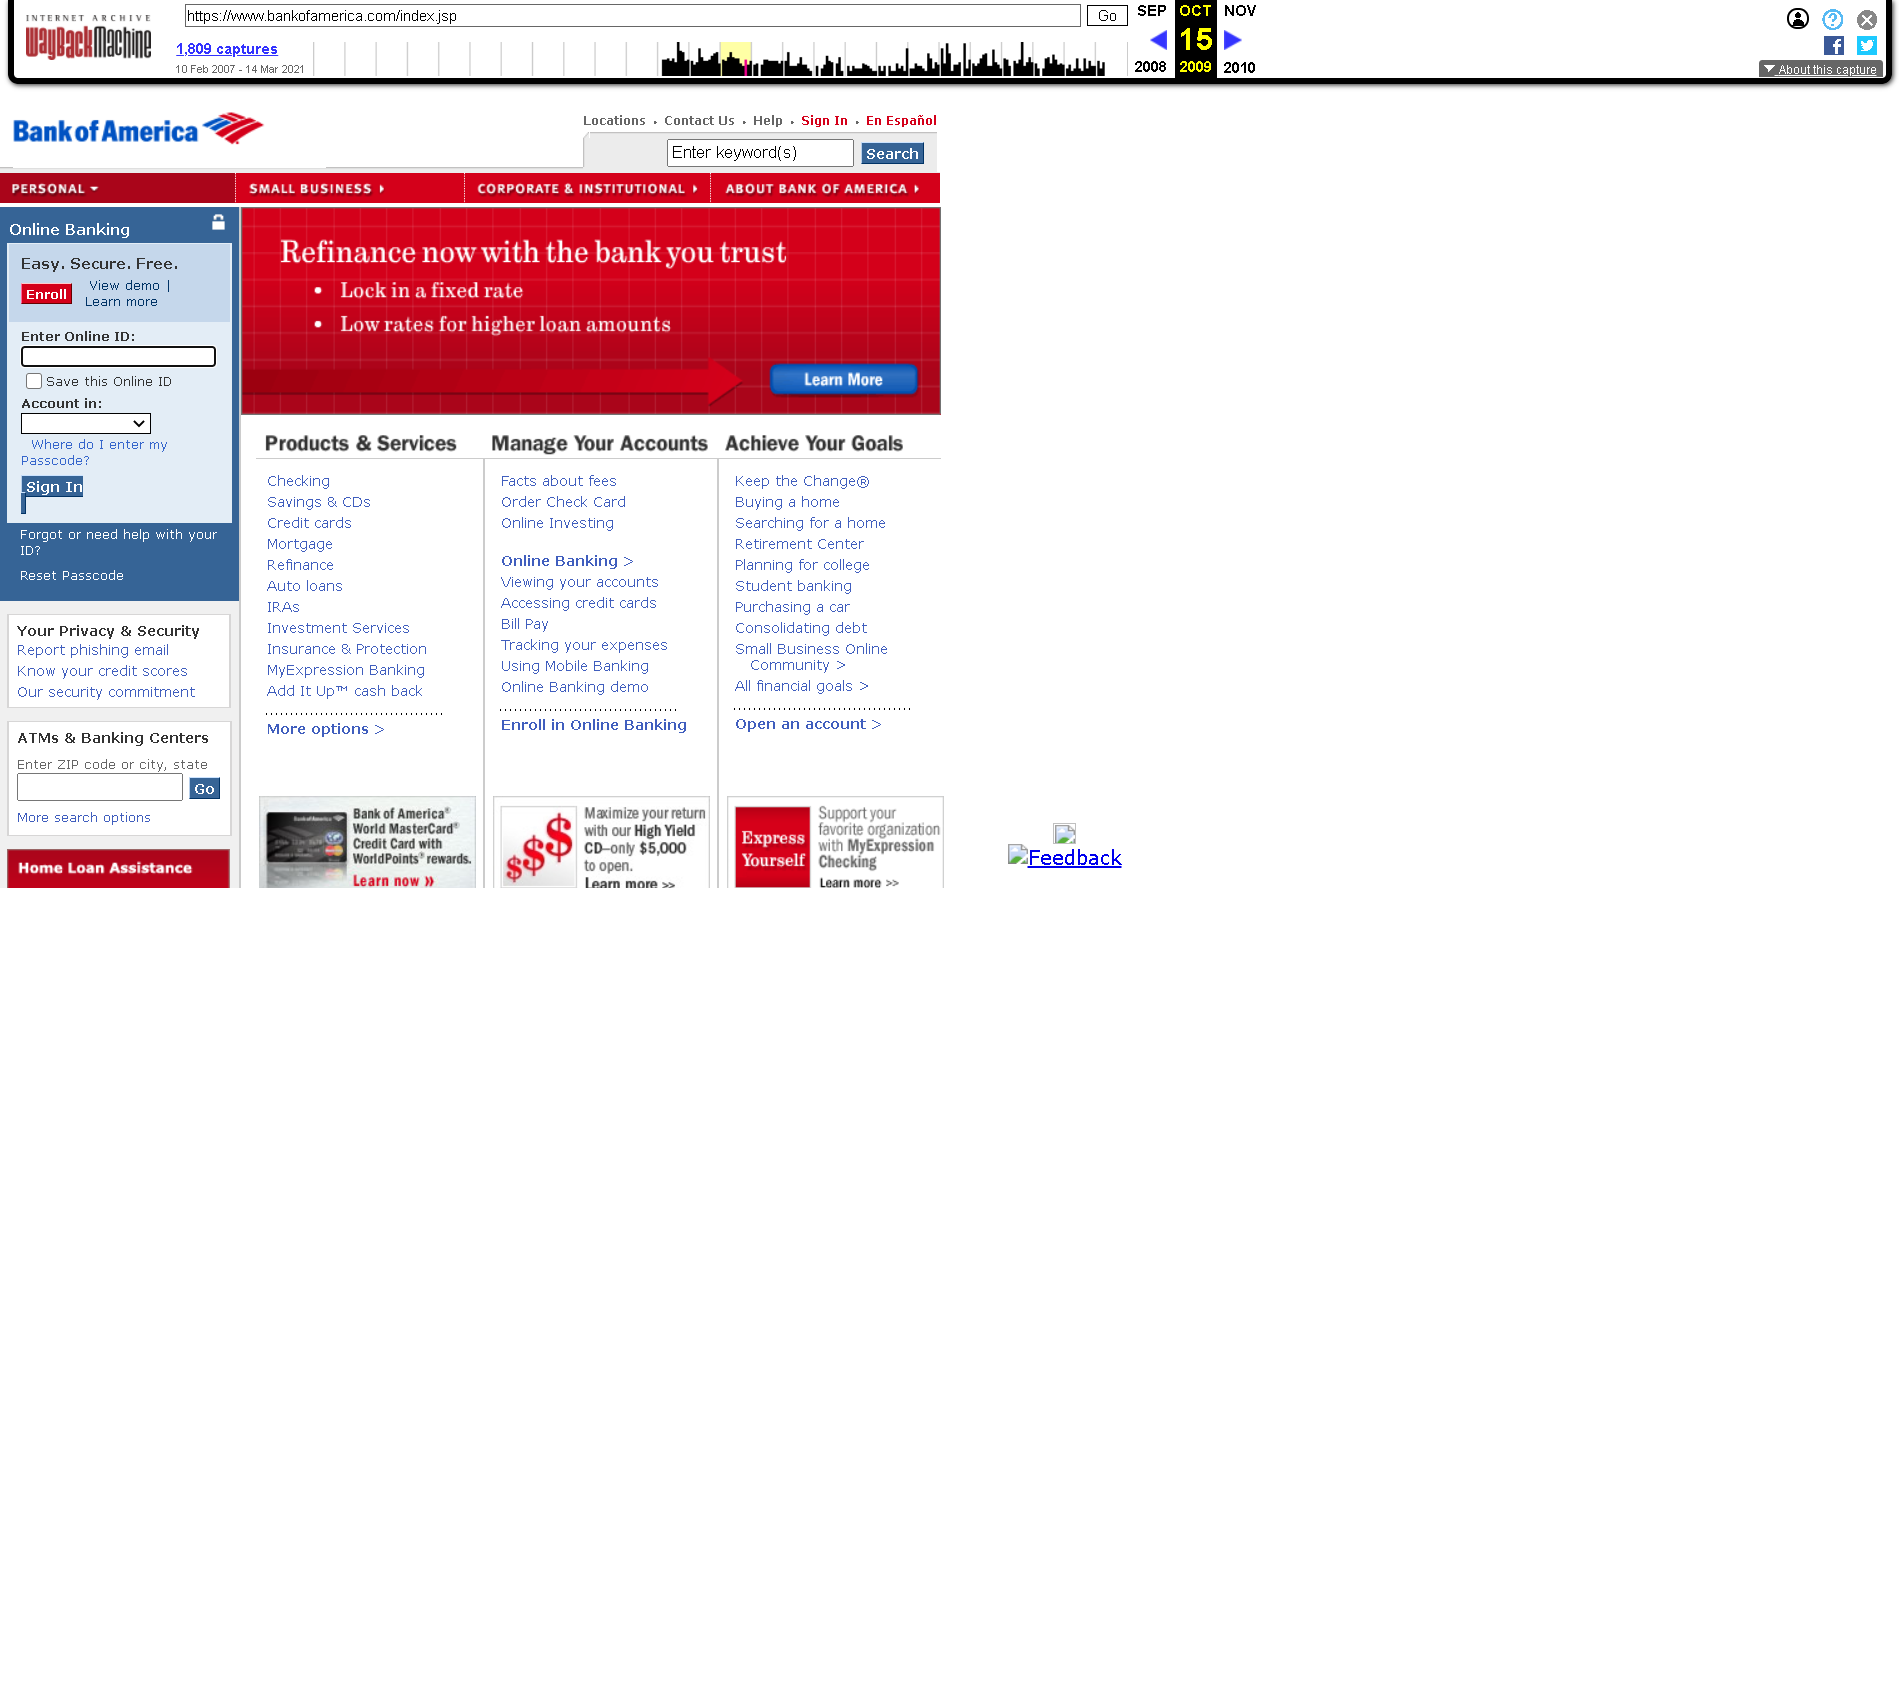 INTERNET ARCHIVE
WayBackMachine
https://www.bankofamerica.com/index.jsp
Go
SEP
OCT
NOV
1,809 captures
15
10 Feb 2007 - 14 Mar 2021
2008
2009
2010
About this capture
Bank of America
Locations
Contact Us
Help
Sign In
En Español
Enter keyword(s)
Search
PERSONAL
SMALL BUSINESS
CORPORATE & INSTITUTIONAL
ABOUT BANK OF AMERICA
Online Banking
Easy. Secure. Free.
Enroll
View demo |
Learn more
Enter Online ID:
Save this Online ID
Account in:
Where do I enter my
Passcode?
Sign In
Forgot or need help with your
ID?
Reset Passcode
Your Privacy & Security
Report phishing email
Know your credit scores
Our security commitment
ATMs & Banking Centers
Enter ZIP code or city, state
Go
More search options
Home Loan Assistance
Refinance now with the bank you trust
• Lock in a fixed rate
• Low rates for higher loan amounts
Learn More
Products & Services
Checking
Savings & CDs
Credit cards
Mortgage
Refinance
Auto loans
IRAs
Investment Services
Insurance & Protection
MyExpression Banking
Add It Up™ cash back
More options >
Manage Your Accounts
Facts about fees
Order Check Card
Online Investing
Online Banking >
Viewing your accounts
Accessing credit cards
Bill Pay
Tracking your expenses
Using Mobile Banking
Online Banking demo
Enroll in Online Banking
Achieve Your Goals
Keep the Change®
Buying a home
Searching for a home
Retirement Center
Planning for college
Student banking
Purchasing a car
Consolidating debt
Small Business Online
Community >
All financial goals >
Open an account >
BankofAmerica
Bank of America®
World MasterCard®
Credit Card with
WorldPoints® rewards.
Learn now »
$$$
Maximize your return
with our High Yield
CD–only $5,000
to open.
Learn more >>
Express
Yourself
Support your
favorite organization
with MyExpression
Checking
Learn more >>
Feedback